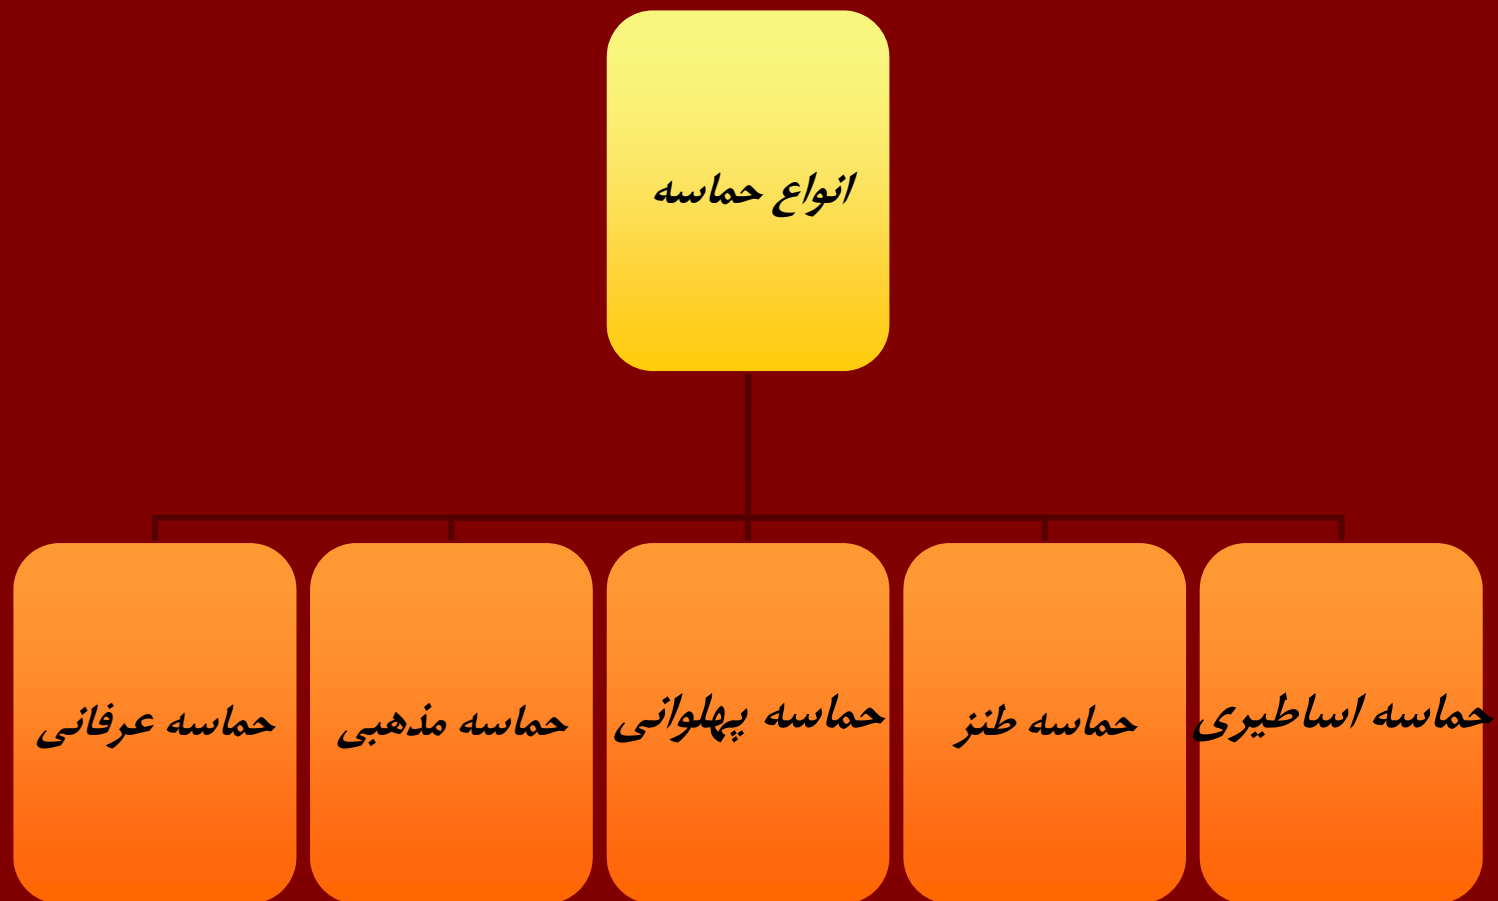 انواع حماسه
حماسه اساطیری
حماسه طنز
حماسه پهلوانی
حماسه مذهبی
حماسه عرفانی